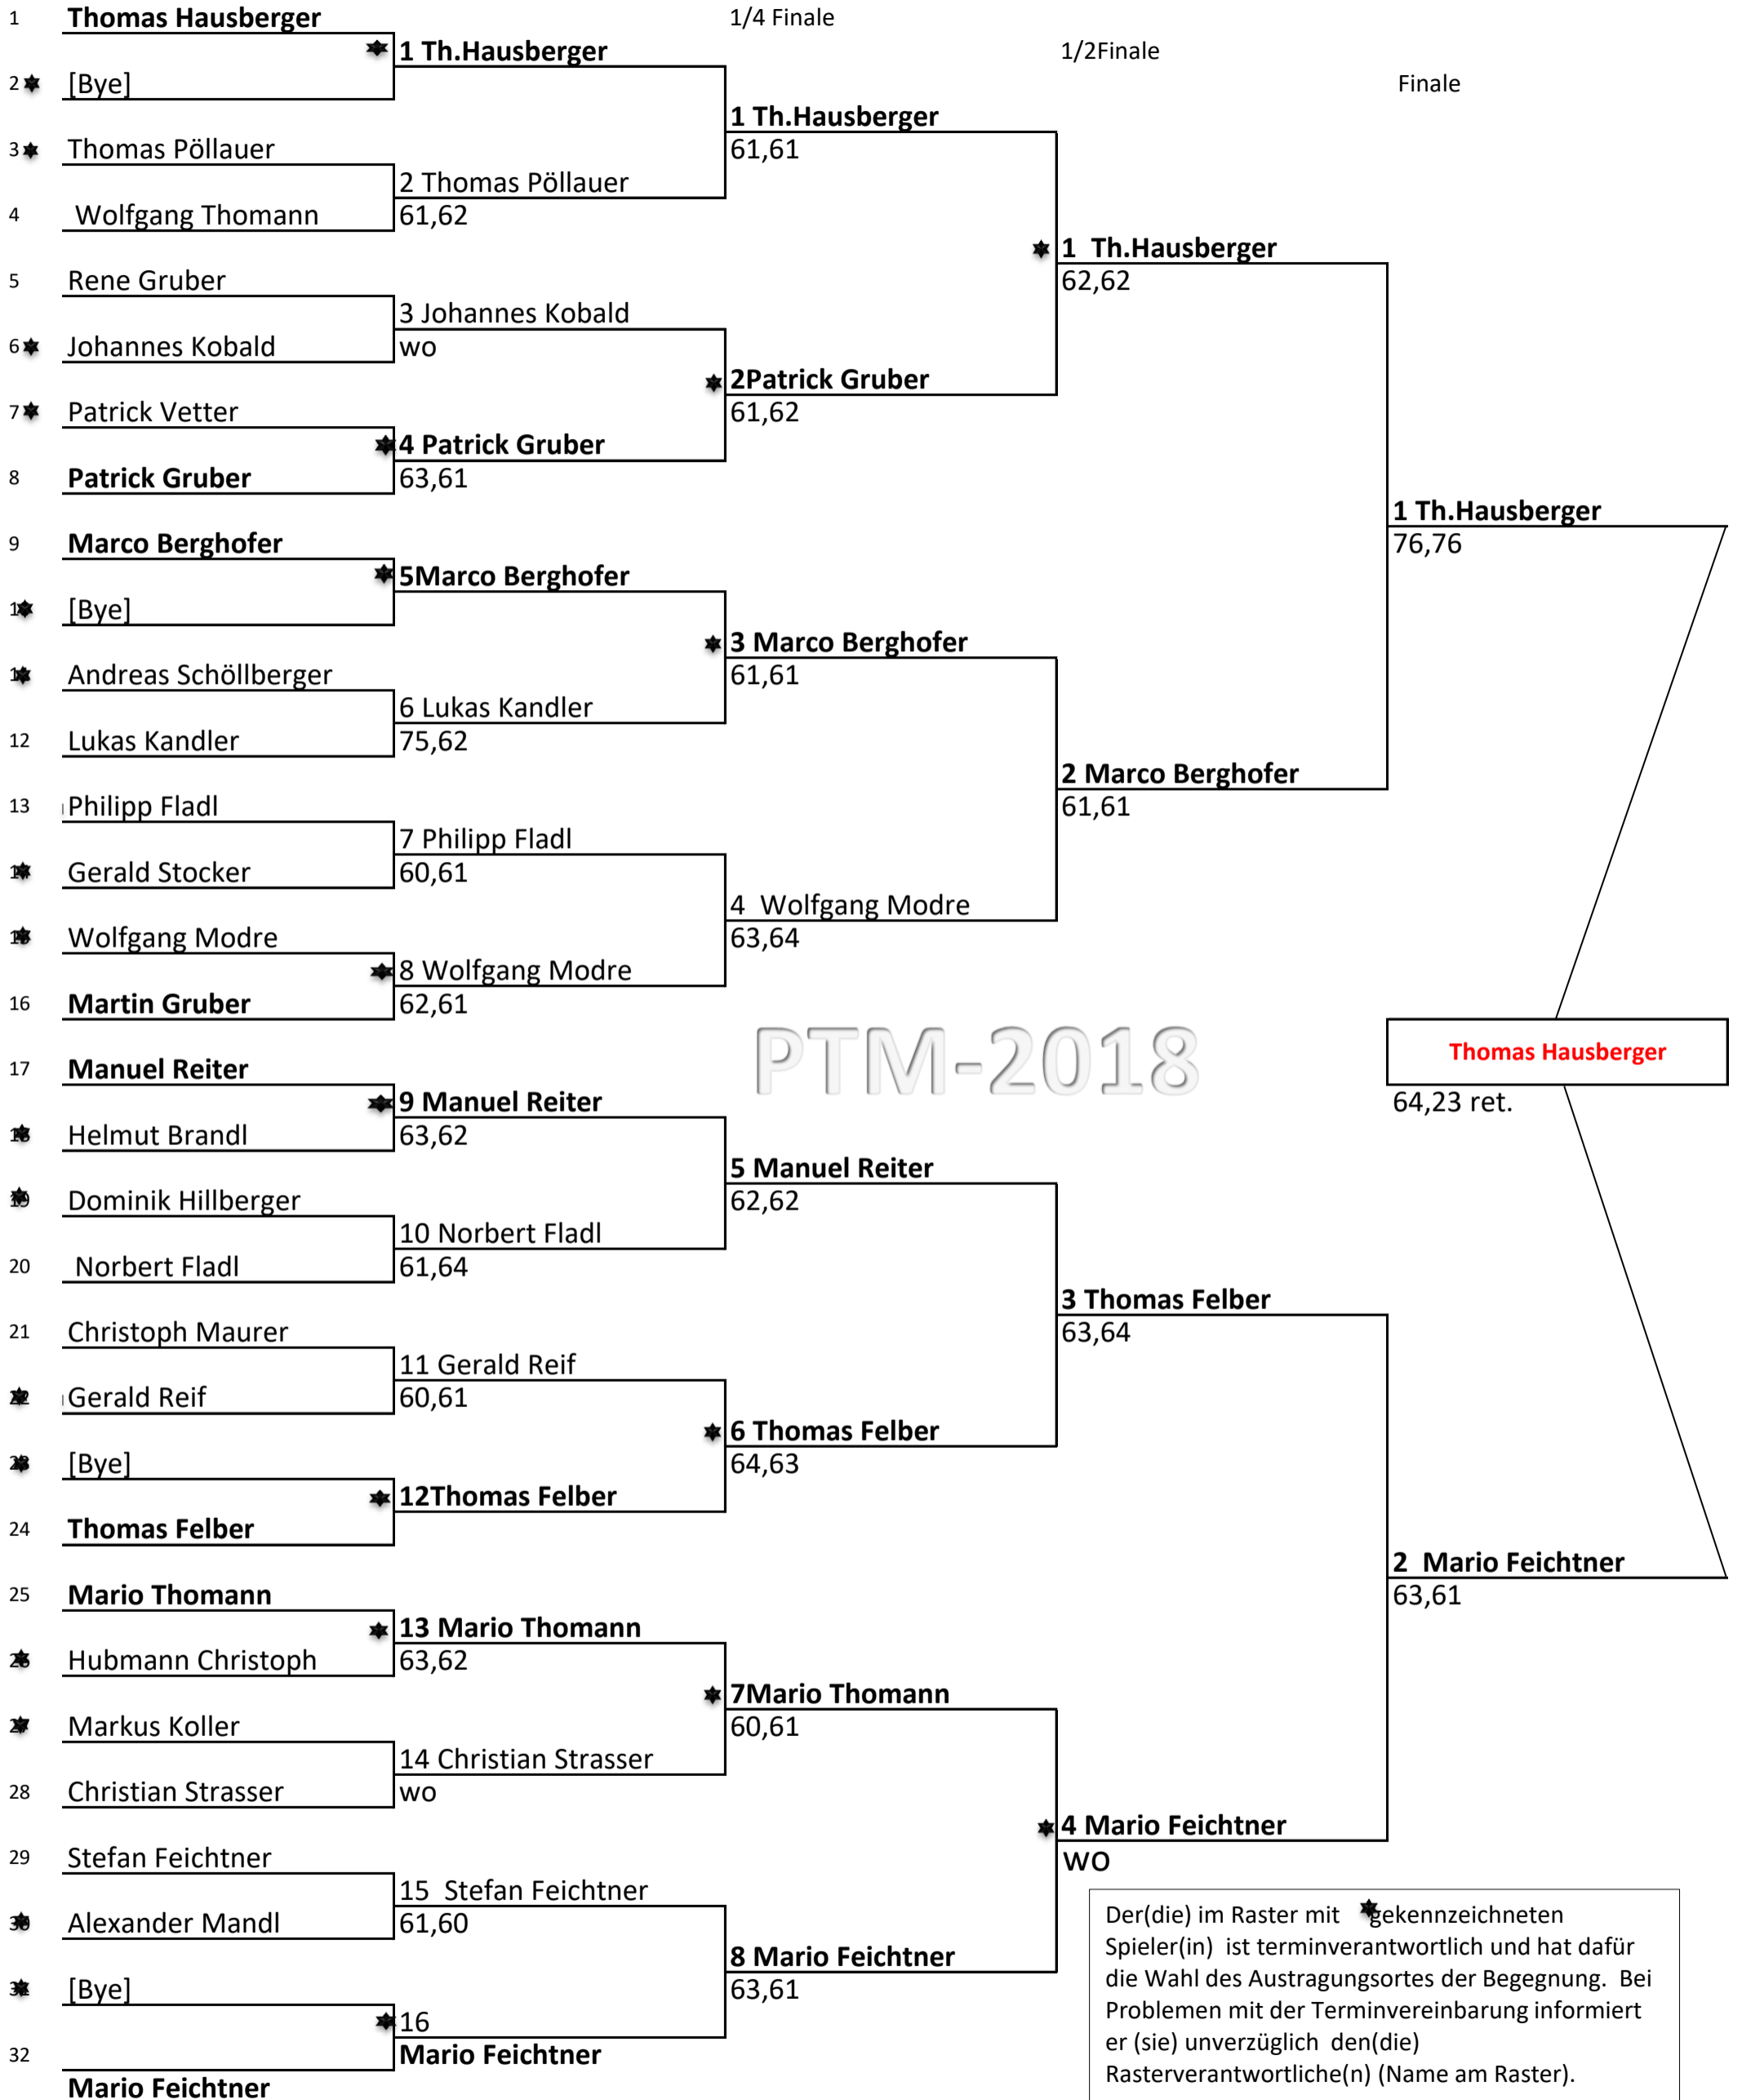 1/4 Finale
1/2Finale
Finale
1 Thomas Hausberger
1 Th.Hausberger
2 [Bye]
1 Th.Hausberger
61,61
3 Thomas Pöllauer
2 Thomas Pöllauer
61,62
4 Wolfgang Thomann
1 Th.Hausberger
62,62
5 Rene Gruber
3 Johannes Kobald
wo
6 Johannes Kobald
2Patrick Gruber
61,62
7 Patrick Vetter
4 Patrick Gruber
63,61
8 Patrick Gruber
1 Th.Hausberger
76,76
9 Marco Berghofer
5Marco Berghofer
[Bye]
3 Marco Berghofer
61,61
Andreas Schöllberger
6 Lukas Kandler
75,62
12 Lukas Kandler
2 Marco Berghofer
61,61
13 Philipp Fladl
7 Philipp Fladl
60,61
Gerald Stocker
4 Wolfgang Modre
63,64
Wolfgang Modre
8 Wolfgang Modre
62,61
16 Martin Gruber
PTM-2018
Thomas Hausberger
64,23 ret.
17 Manuel Reiter
9 Manuel Reiter
63,62
Helmut Brandl
5 Manuel Reiter
62,62
19 Dominik Hillberger
10 Norbert Fladl
61,64
20 Norbert Fladl
3 Thomas Felber
63,64
21 Christoph Maurer
11 Gerald Reif
60,61
22 Gerald Reif
6 Thomas Felber
64,63
[Bye]
12Thomas Felber
24 Thomas Felber
2 Mario Feichtner
63,61
25 Mario Thomann
13 Mario Thomann
63,62
Hubmann Christoph
7Mario Thomann
60,61
Markus Koller
14 Christian Strasser
wo
28 Christian Strasser
4 Mario Feichtner
WO
29 Stefan Feichtner
15 Stefan Feichtner
61,60
Alexander Mandl
8 Mario Feichtner
63,61
[Bye]
16
Mario Feichtner
32
Mario Feichtner
Der(die) im Raster mit gekennzeichneten
Spieler(in) ist terminverantwortlich und hat dafür
die Wahl des Austragungsortes der Begegnung. Bei
Problemen mit der Terminvereinbarung informiert
er (sie) unverzüglich den(die)
Rasterverantwortliche(n) (Name am Raster).